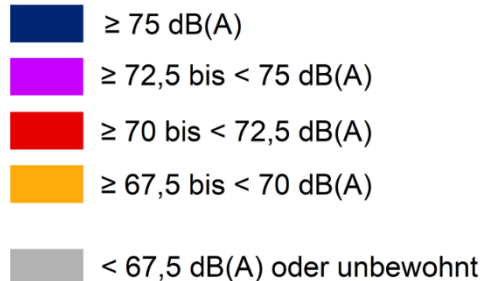 ≥ 75 dB(A)
≥ 72,5 bis < 75 dB(A)
≥ 70 bis < 72,5 dB(A)
≥ 67,5 bis < 70 dB(A)
< 67,5 dB(A) oder unbewohnt